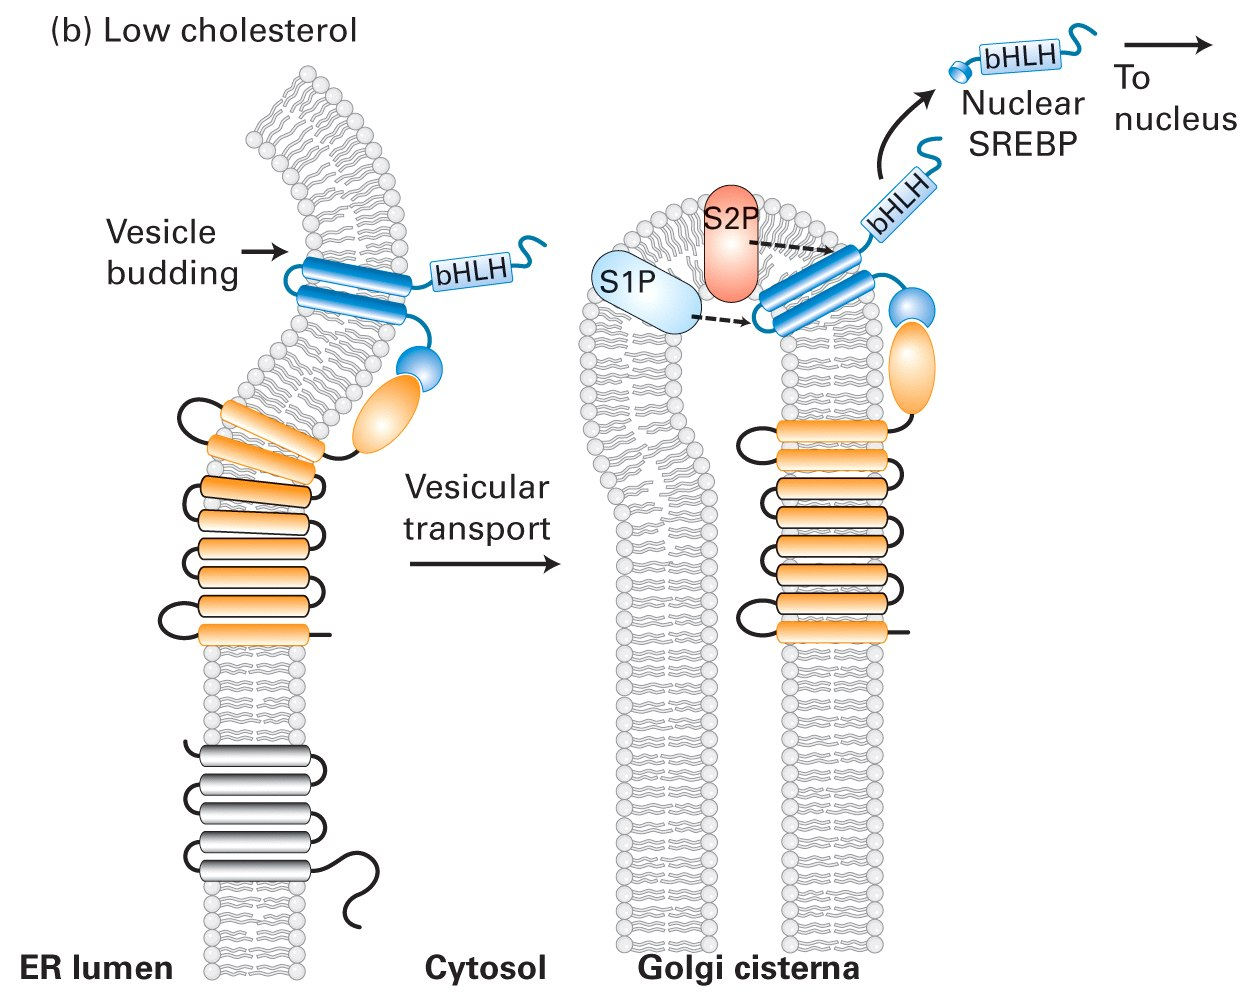 (b) Low cholesterol
bHLH
To
nucleus
Nuclear
SREBP
Vesicle
budding
bHLH
bHLH
S2P
S1P
Vesicular
transport
ER lumen
Cytosol
Golgi cisterna